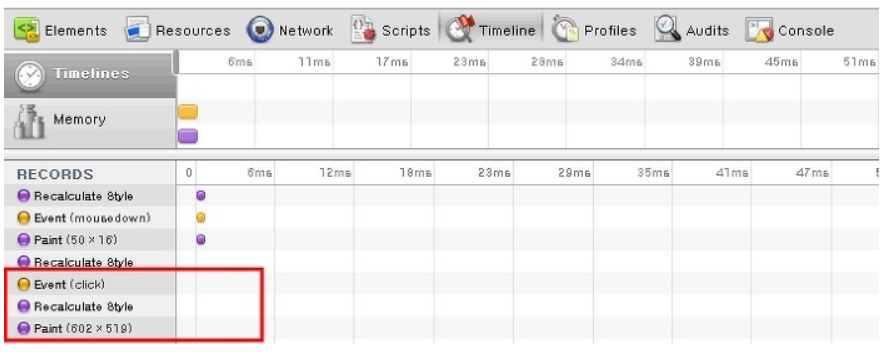 Elements Resources Network Scripts Timeline Profiles Audits Console
Timelines 6ms 11ms 17ms 23ms 29ms 34ms 39ms 45ms 51ms
Memory
RECORDS 0 6ms 12ms 18ms 23ms 29ms 35ms 41ms 47ms
Recalculate Style
Event (mousedown)
Paint (50 × 16)
Recalculate Style
Event (click)
Recalculate Style
Paint (602 × 519)